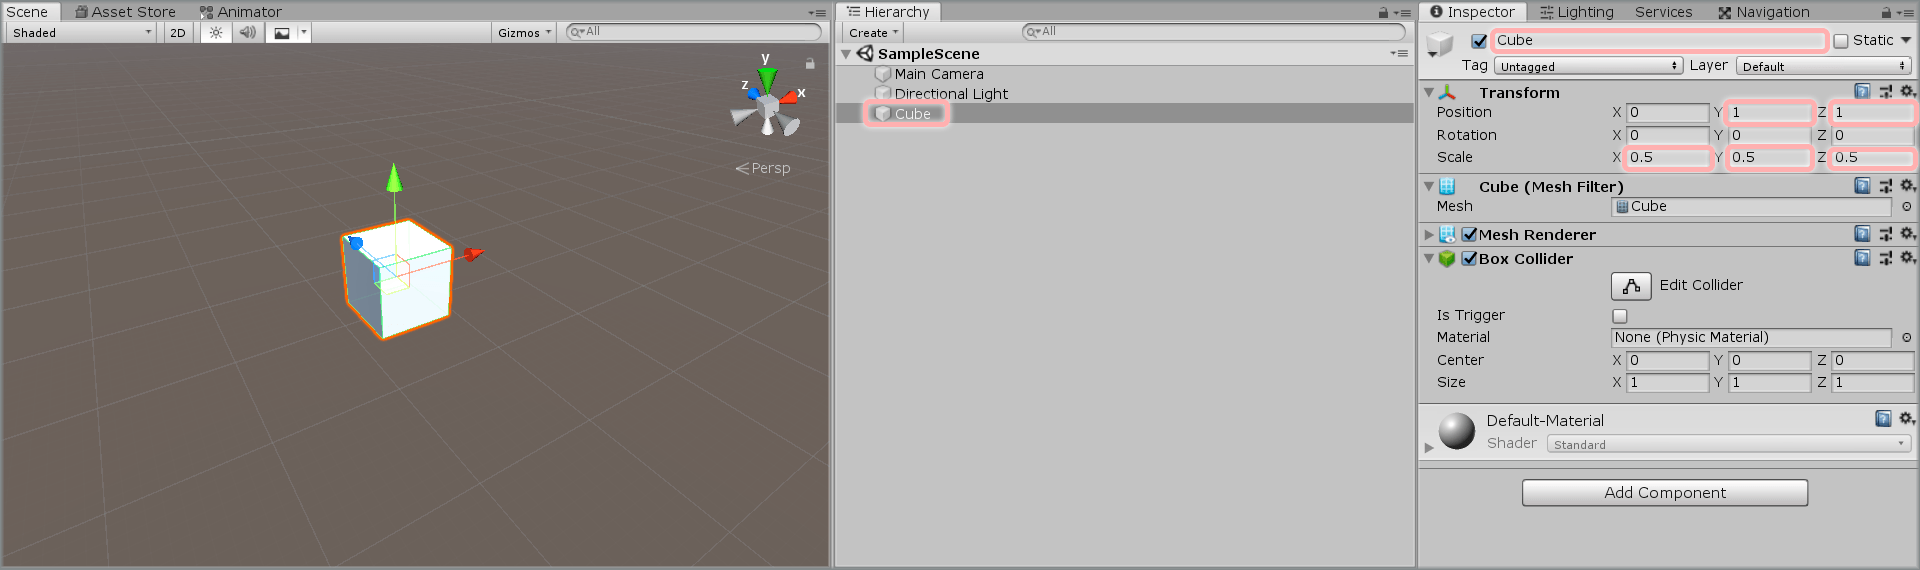 Scene Asset Store Animator
Shaded 2D Gizmos All
y
z
x
Persp
Hierarchy
Create All
SampleScene
Main Camera
Directional Light
Cube
Inspector Lighting Services Navigation
Cube Static
Tag Untagged Layer Default
Transform
Position X 0 Y 1 Z 1
Rotation X 0 Y 0 Z 0
Scale X 0.5 Y 0.5 Z 0.5
Cube (Mesh Filter)
Mesh Cube
Mesh Renderer
Box Collider
Edit Collider
Is Trigger
Material None (Physic Material)
Center X 0 Y 0 Z 0
Size X 1 Y 1 Z 1
Default-Material
Shader Standard
Add Component